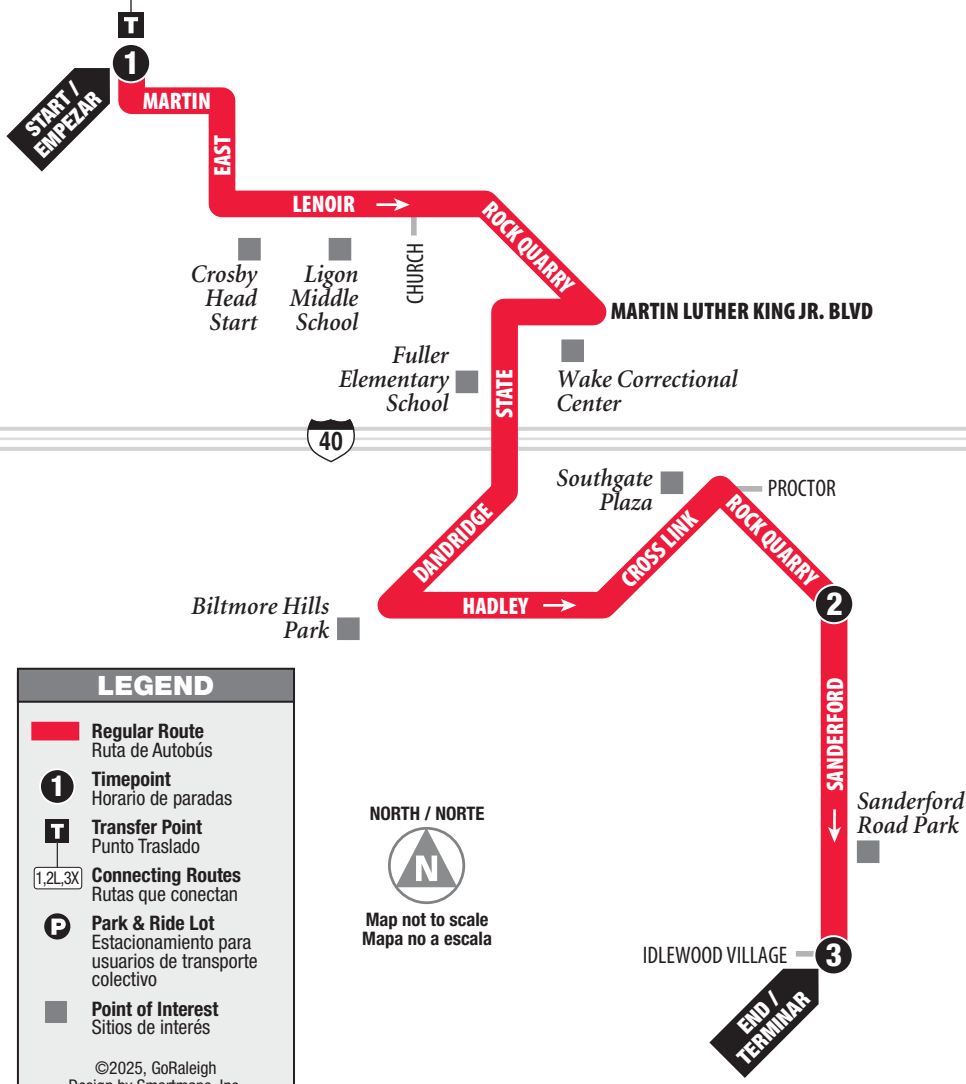 T
1
START /
EMPEZAR
MARTIN
EAST
LENOIR →
ROCK QUARRY
CHURCH
Crosby
Head
Start
Ligon
Middle
School
MARTIN LUTHER KING JR. BLVD
Fuller
Elementary
School
STATE
Wake Correctional
Center
40
Southgate
Plaza
PROCTOR
DANDRIDGE
CROSS LINK
ROCK QUARRY
HADLEY →
2
Biltmore Hills
Park
SANDERFORD →
Sanderford
Road Park
IDLEWOOD VILLAGE
3
END /
TERMINAR
LEGEND
Regular Route
Ruta de Autobús
1
Timepoint
Horario de paradas
T
Transfer Point
Punto Traslado
1,2L,3X
Connecting Routes
Rutas que conectan
P
Park & Ride Lot
Estacionamiento para
usuarios de transporte
colectivo
Point of Interest
Sitios de interés
©2025, GoRaleigh
Design by Smartmaps, Inc.
NORTH / NORTE
N
Map not to scale
Mapa no a escala